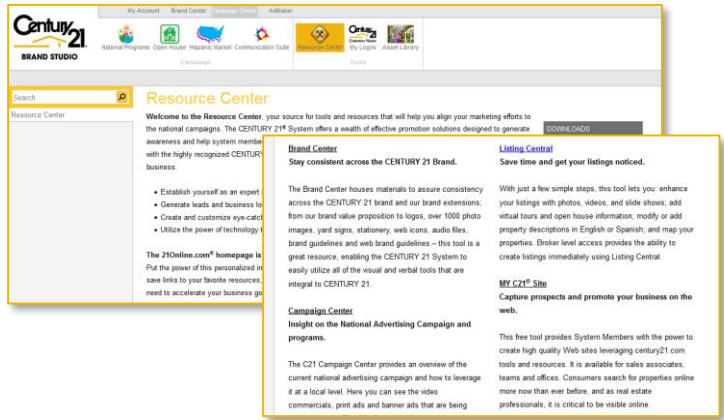 My Account Brand Center Campaign Center AdMaker
Century 21
BRAND STUDIO
National Programs Open House Hispanic Market Communication Suite Resource Center My Logos Asset Library
Campaign Tools
Search
Resource Center
Resource Center
Welcome to the Resource Center, your source for tools and resources that will help you align your marketing efforts to
the national campaigns. The CENTURY 21® System offers a wealth of effective promotion solutions designed to generate
awareness and help system membe
with the highly recognized CENTURY
business.
• Establish yourself as an expert i
• Generate leads and business lo
• Create and customize eye-catch
• Utilize the power of technology t
The 21Online.com® homepage is
Put the power of this personalized in
save links to your favorite resources,
need to accelerate your business go
DOWNLOADS
Brand Center
Stay consistent across the CENTURY 21 Brand.
The Brand Center houses materials to assure consistency
across the CENTURY 21 brand and our brand extensions;
from our brand value proposition to logos, over 1000 photo
images, yard signs, stationery, web icons, audio files,
brand guidelines and web brand guidelines – this tool is a
great resource, enabling the CENTURY 21 System to
easily utilize all of the visual and verbal tools that are
integral to CENTURY 21.
Campaign Center
Insight on the National Advertising Campaign and
programs.
The C21 Campaign Center provides an overview of the
current national advertising campaign and how to leverage
it at a local level. Here you can see the video
commercials, print ads and banner ads that are being
Listing Central
Save time and get your listings noticed.
With just a few simple steps, this tool lets you: enhance
your listings with photos, videos, and slide shows; add
virtual tours and open house information; modify or add
property descriptions in English or Spanish; and map your
properties. Broker level access provides the ability to
create listings immediately using Listing Central.
MY C21® Site
Capture prospects and promote your business on the
web.
This free tool provides System Members with the power to
create high quality Web sites leveraging century21.com
tools and resources. It is available for sales associates,
teams and offices. Consumers search for properties online
more now than ever before, and as real estate
professionals, it is critical to be visible online.